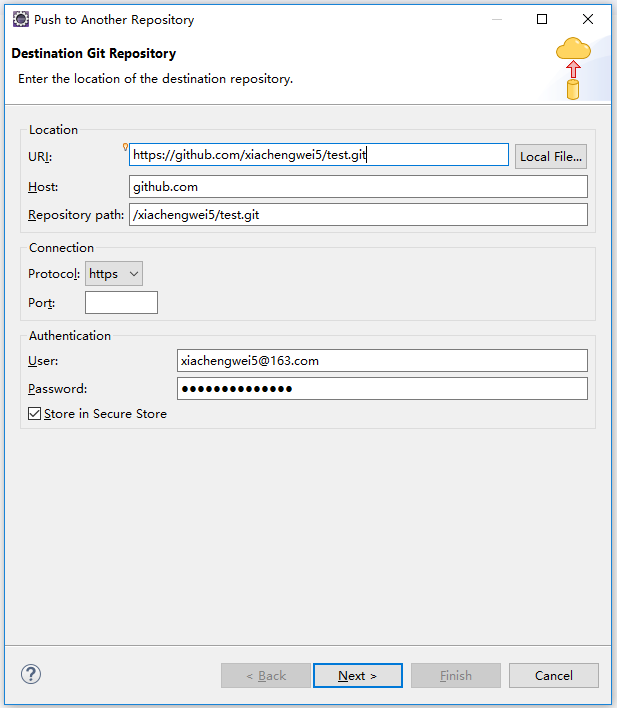 Push to Another Repository
Destination Git Repository
Enter the location of the destination repository.
Location
URI: https://github.com/xiachengwei5/test.git Local File...
Host: github.com
Repository path: /xiachengwei5/test.git
Connection
Protocol: https
Port:
Authentication
User: xiachengwei5@163.com
Password: ●●●●●●●●●●●●●●
Store in Secure Store
< Back Next > Finish Cancel